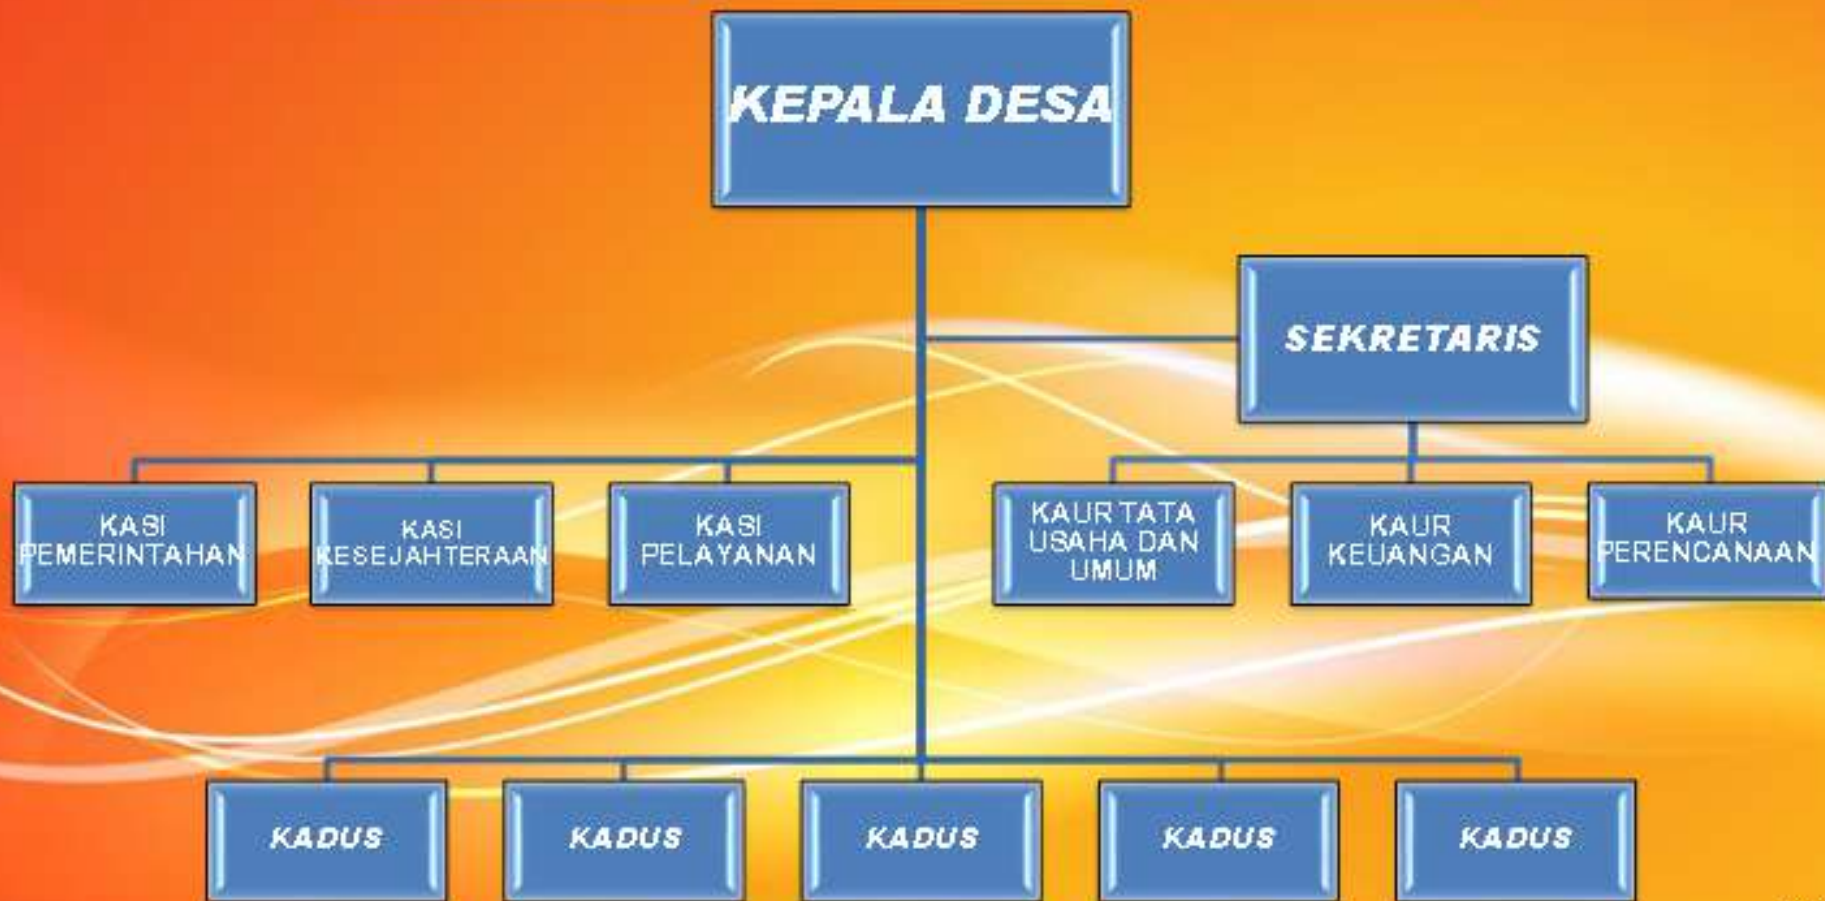 KEPALA DESA
SEKRETARIS
KASI
PEMERINTAHAN
KASI
KESEJAHTERAAN
KASI
PELAYANAN
KAUR TATA
USAHA DAN
UMUM
KAUR
KEUANGAN
KAUR
PERENCANAAN
KADUS
KADUS
KADUS
KADUS
KADUS